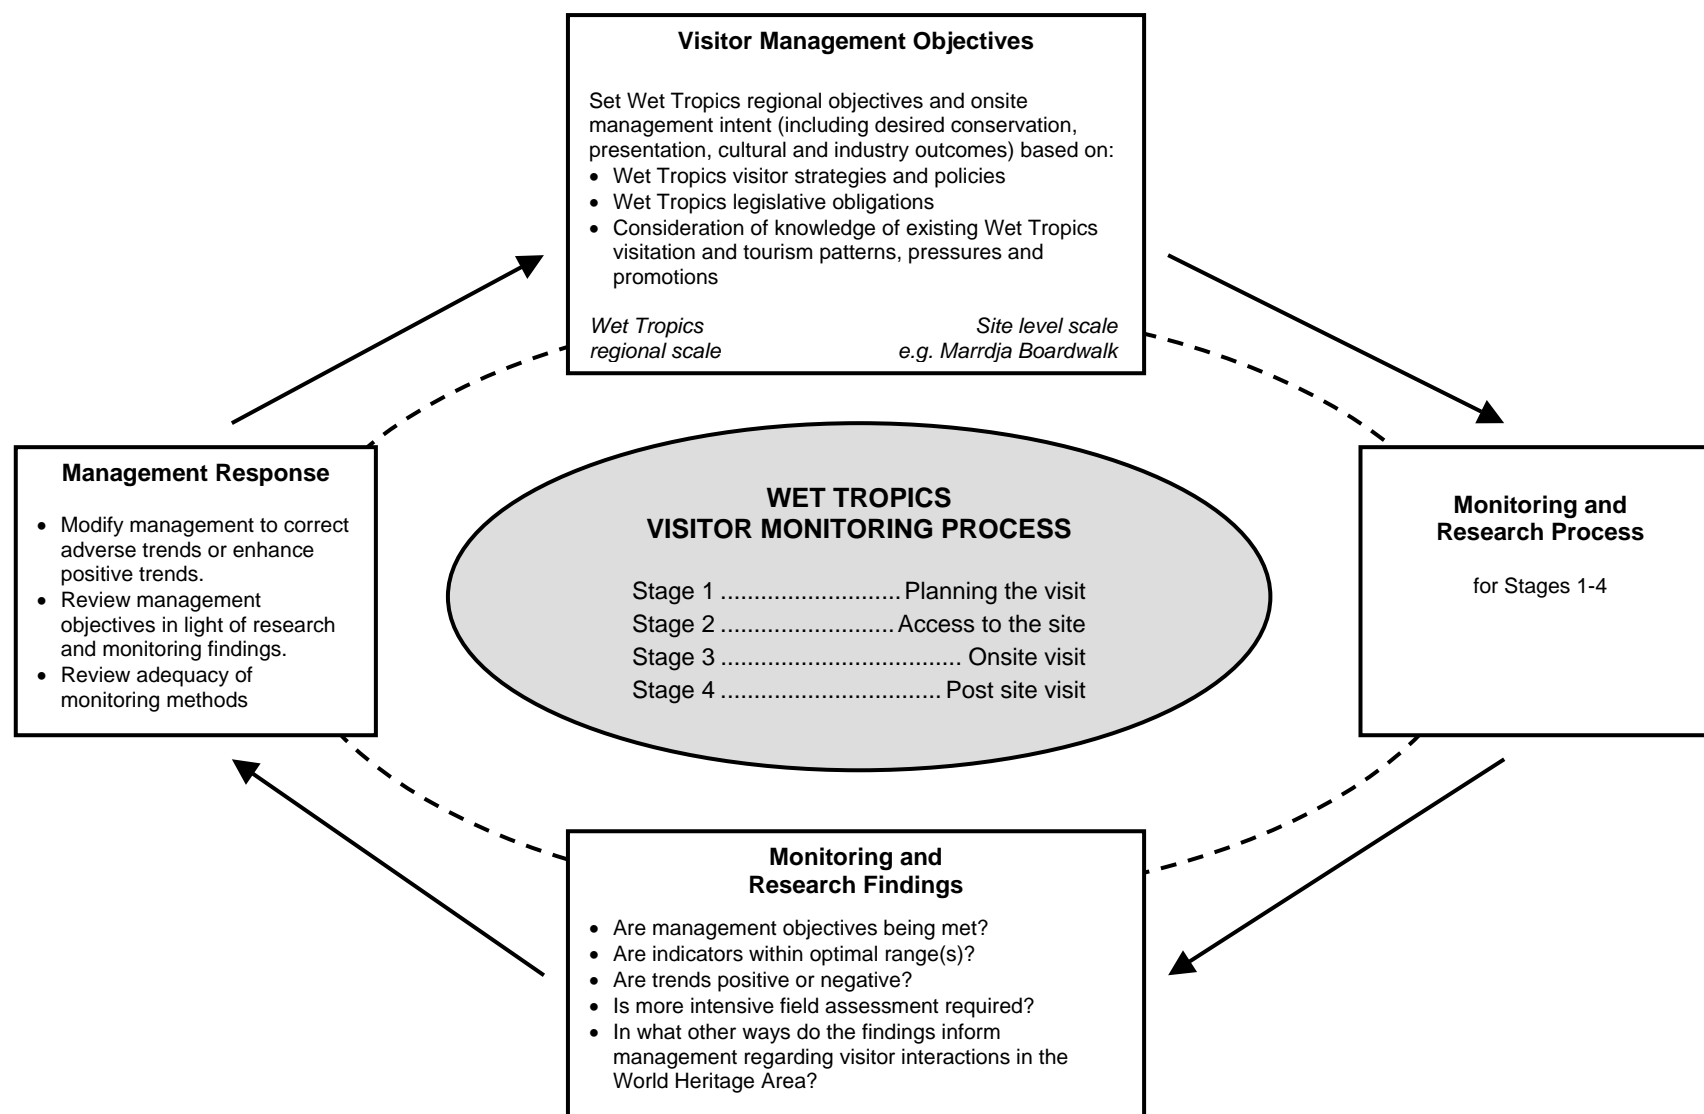 Visitor Management Objectives
Set Wet Tropics regional objectives and onsite
management intent (including desired conservation,
presentation, cultural and industry outcomes) based on:
• Wet Tropics visitor strategies and policies
• Wet Tropics legislative obligations
• Consideration of knowledge of existing Wet Tropics
visitation and tourism patterns, pressures and
promotions
Wet Tropics
regional scale
Site level scale
e.g. Marrdja Boardwalk
Management Response
• Modify management to correct
adverse trends or enhance
positive trends.
• Review management
objectives in light of research
and monitoring findings.
• Review adequacy of
monitoring methods
WET TROPICS
VISITOR MONITORING PROCESS
Stage 1 .......................... Planning the visit
Stage 2 ......................... Access to the site
Stage 3 ................................... Onsite visit
Stage 4 ................................ Post site visit
Monitoring and
Research Process
for Stages 1-4
Monitoring and
Research Findings
• Are management objectives being met?
• Are indicators within optimal range(s)?
• Are trends positive or negative?
• Is more intensive field assessment required?
• In what other ways do the findings inform
management regarding visitor interactions in the
World Heritage Area?